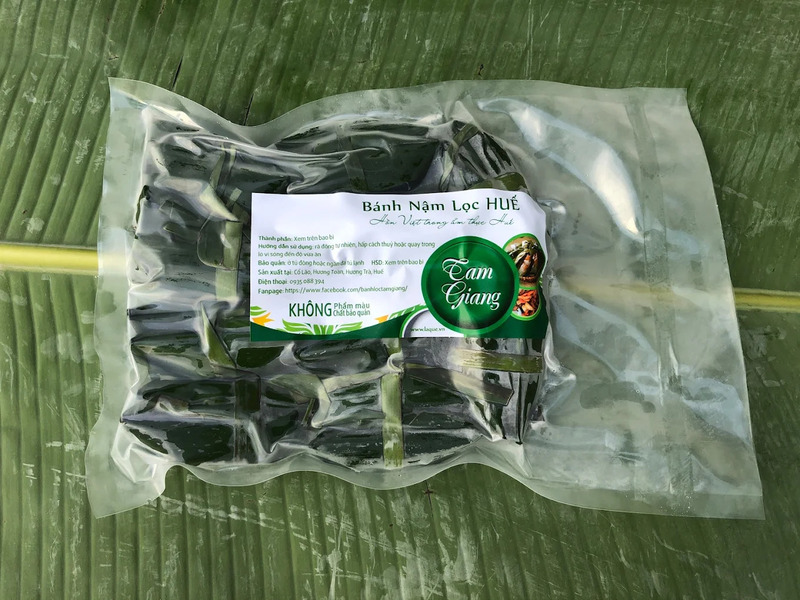 Bánh Nậm Lọc HUẾ
Hồn Việt trong ẩm thực Huế
Thành phần: Xem trên bao bì
Hướng dẫn sử dụng: rã đông tự nhiên, hấp cách thuỷ hoặc quay trong
lò vi sóng đến độ vừa ăn
Bảo quản: ở tủ đông hoặc ngăn đá tủ lạnh HSD: Xem trên bao bì
Sản xuất tại: Cổ Lão, Hương Toàn, Hương Trà, Huế
Điện thoại: 0935 088 394
Fanpage: https://www.facebook.com/banhloctamgiang/
KHÔNG Phẩm màu
Chất bảo quản
Tam
Giang
www.laquic.vn